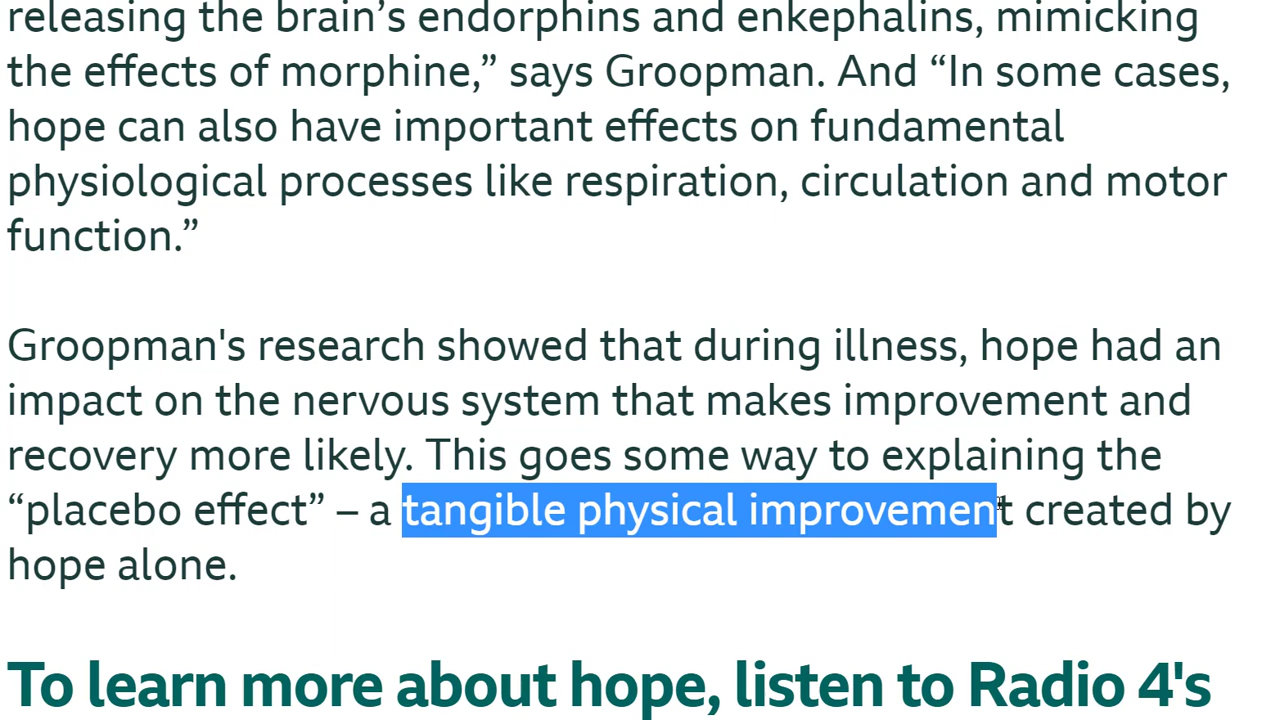 releasing the brain’s endorphins and enkephalins, mimicking
the effects of morphine,” says Groopman. And “In some cases,
hope can also have important effects on fundamental
physiological processes like respiration, circulation and motor
function.”
Groopman's research showed that during illness, hope had an
impact on the nervous system that makes improvement and
recovery more likely. This goes some way to explaining the
“placebo effect” – a tangible physical improvement created by
hope alone.
To learn more about hope, listen to Radio 4's